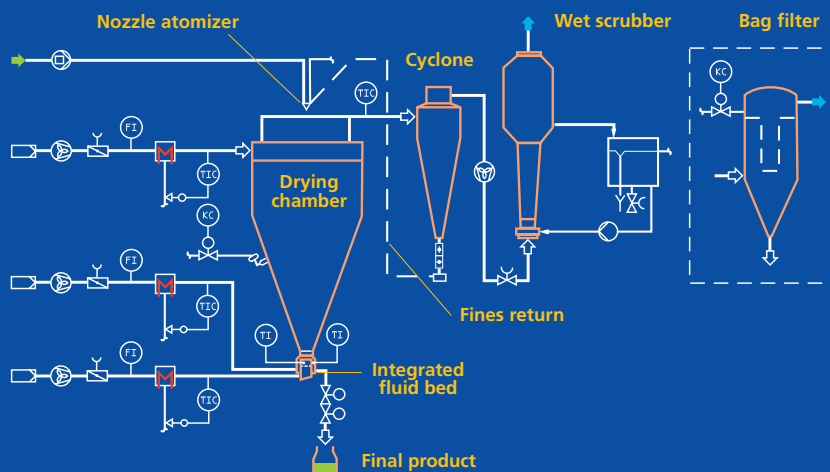 Nozzle atomizer
Wet scrubber
Bag filter
Cyclone
KC
TIC
FI
TIC
Drying
chamber
KC
FI
TIC
Fines return
TI
TI
FI
Integrated
fluid bed
TIC
Final product